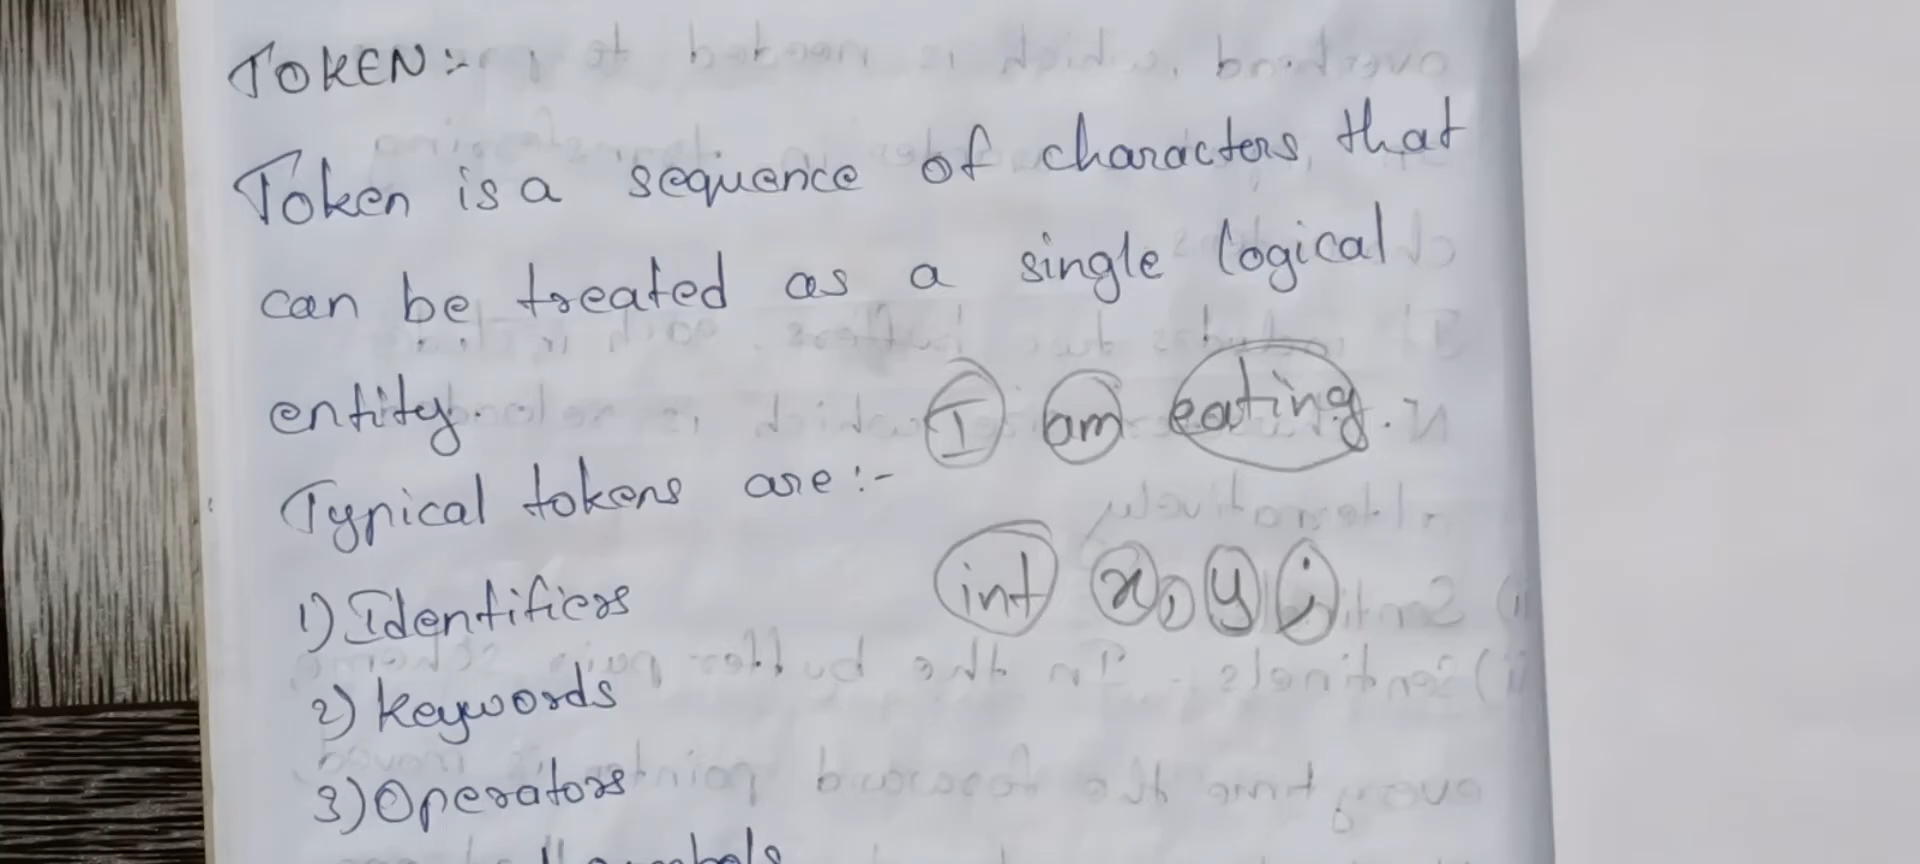 TOKEN:-
Token is a sequence of characters, that
can be treated as a single logical
entity.
I am eating.
Typical tokens are:-
int x, y ;
1) Identifiers
2) keywords
3) Operators